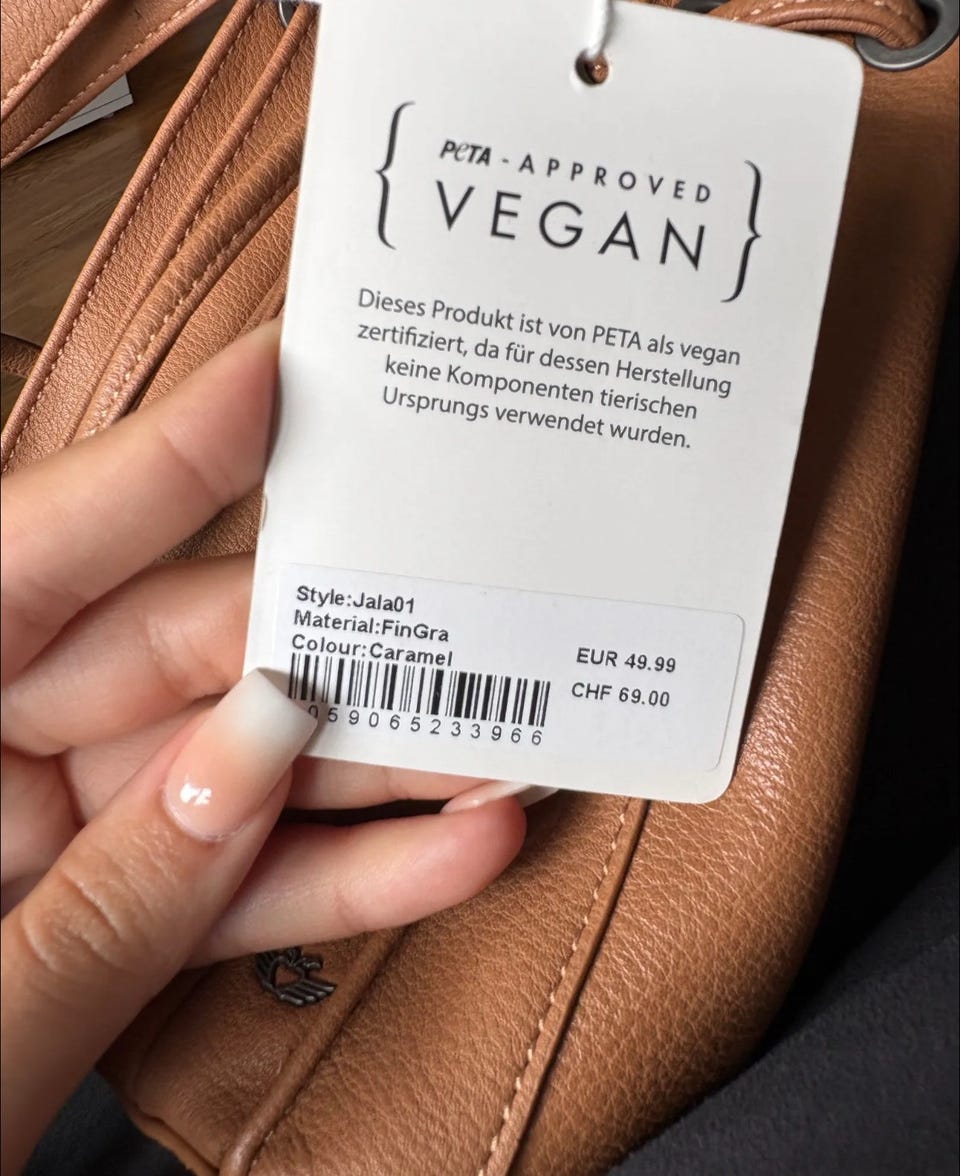 PETA - APPROVED
VEGAN
Dieses Produkt ist von PETA als vegan
zertifiziert, da für dessen Herstellung
keine Komponenten tierischen
Ursprungs verwendet wurden.
Style:Jala01
Material:FinGra
Colour:Caramel
EUR 49.99
CHF 69.00
059065233966